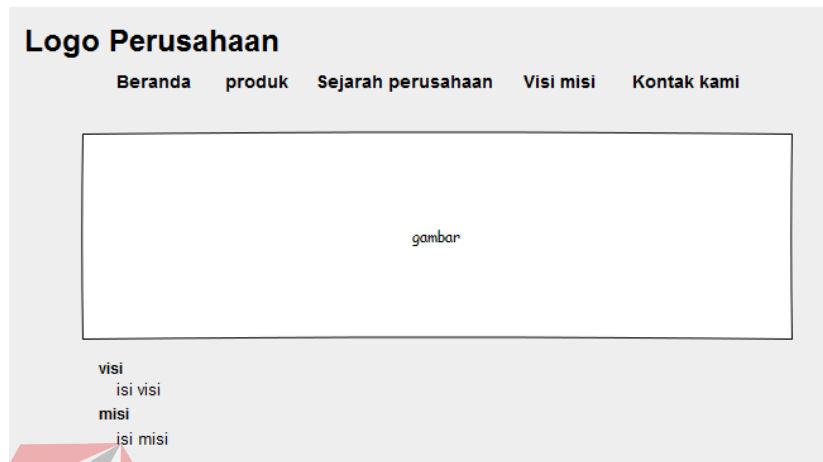 Logo Perusahaan
Beranda produk Sejarah perusahaan Visi misi Kontak kami
gambar
visi
isi visi
misi
isi misi